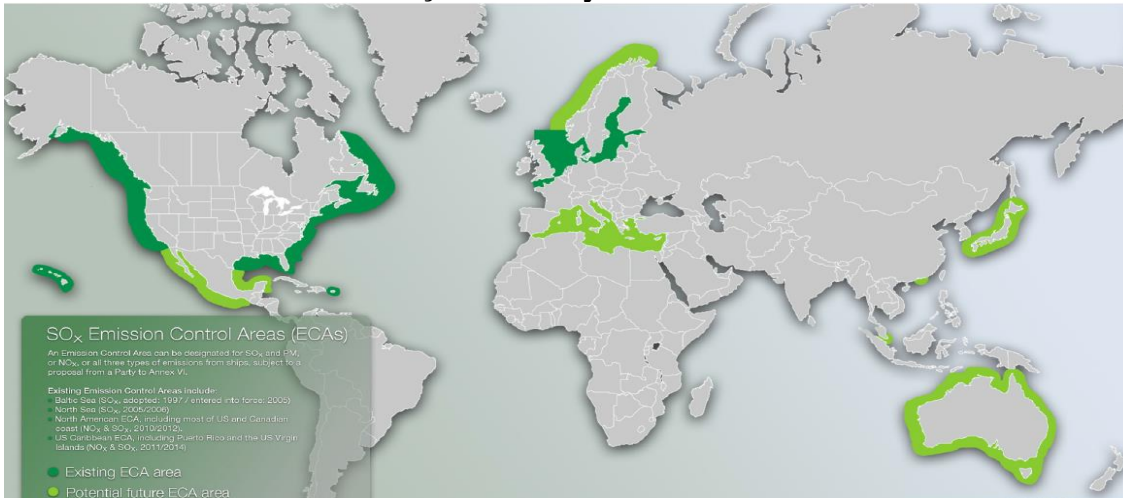 SOx Emission Control Areas (ECAs)
An Emission Control Area can be designated for SOx and PM,
or NOx, or all three types of emissions from ships, subject to a
proposal from a Party to Annex VI.
Existing Emission Control Areas include:
Baltic Sea (SOx, adopted: 1997 / entered into force: 2005)
North Sea (SOx, 2005/2006)
North American ECA, including most of US and Canadian
coast (NOx & SOx, 2010/2012).
US Caribbean ECA, including Puerto Rico and the US Virgin
Islands (NOx & SOx, 2011/2014)
Existing ECA area
Potential future ECA area